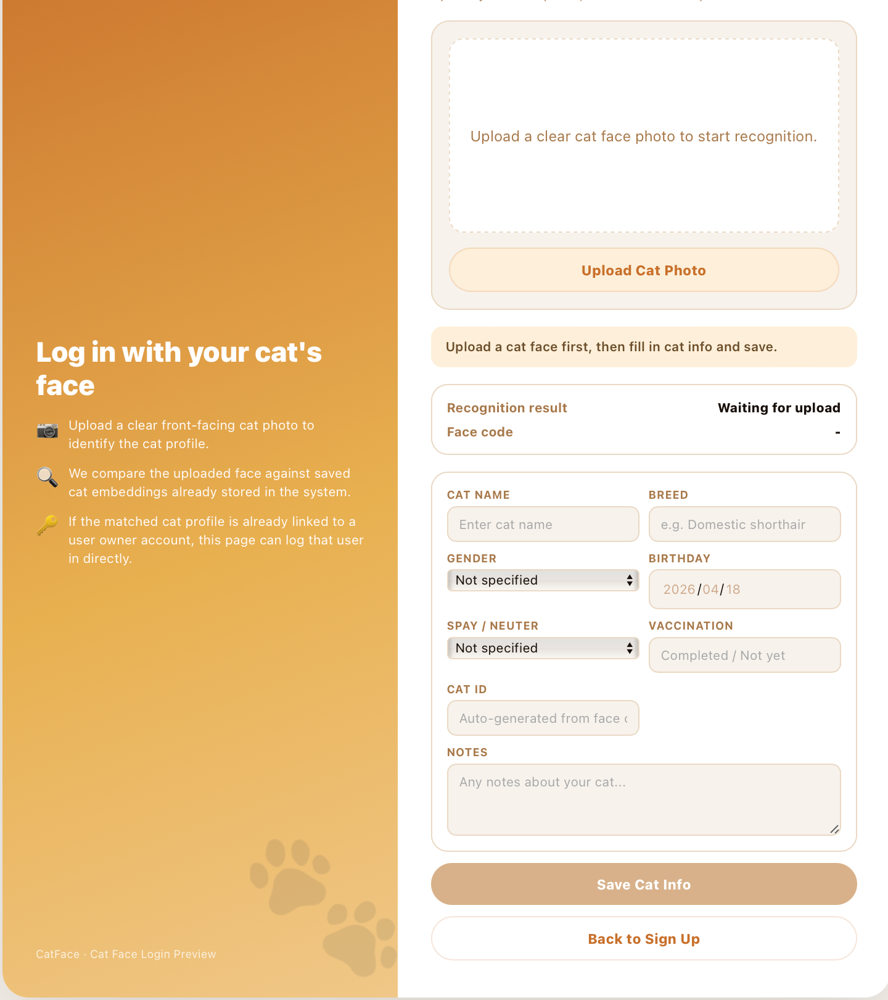 Log in with your cat's
face
Upload a clear front-facing cat photo to
identify the cat profile.
We compare the uploaded face against saved
cat embeddings already stored in the system.
If the matched cat profile is already linked to a
user owner account, this page can log that user
in directly.
CatFace · Cat Face Login Preview
Upload a clear cat face photo to start recognition.
Upload Cat Photo
Upload a cat face first, then fill in cat info and save.
Recognition result Waiting for upload
Face code -
CAT NAME BREED
Enter cat name e.g. Domestic shorthair
GENDER BIRTHDAY
Not specified 2026/04/18
SPAY / NEUTER VACCINATION
Not specified Completed / Not yet
CAT ID
Auto-generated from face
NOTES
Any notes about your cat...
Save Cat Info
Back to Sign Up